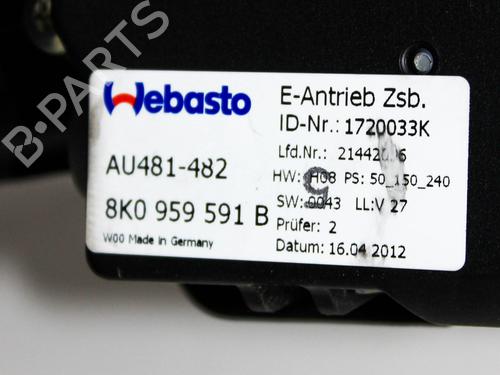 B-PARTS
Webasto
AU481-482
8K0 959 591 B
W00 Made in Germany
E-Antrieb Zsb.
ID-Nr.: 1720033K
Lfd.Nr.:
HW: H08 PS: 50_150_240
5
SW: 0043 LL:V 27
Prüfer: 2
Datum: 16.04 2012